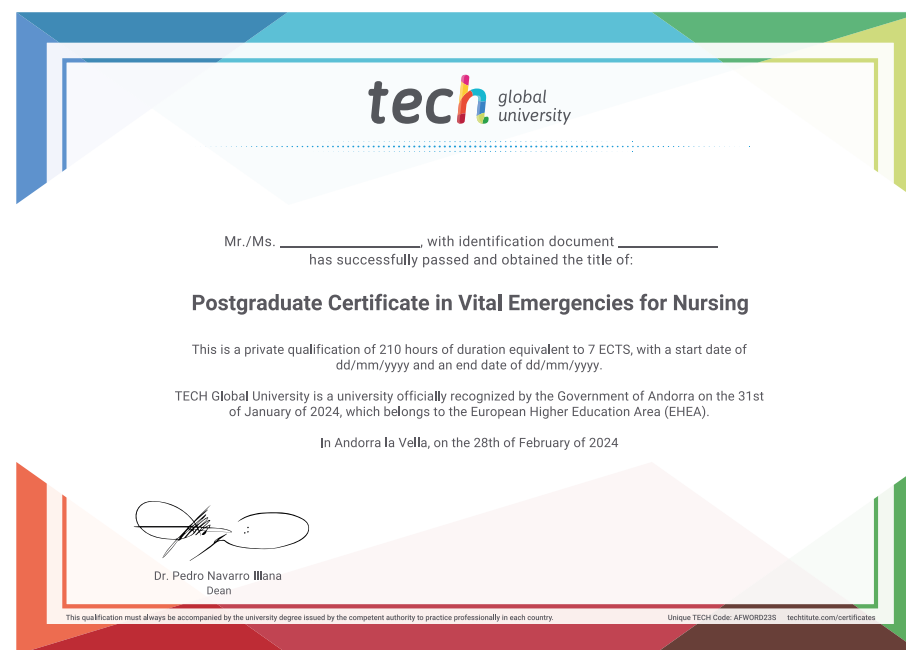 tech global university
Mr./Ms. ____________, with identification document ____________
has successfully passed and obtained the title of:
Postgraduate Certificate in Vital Emergencies for Nursing
This is a private qualification of 210 hours of duration equivalent to 7 ECTS, with a start date of
dd/mm/yyyy and an end date of dd/mm/yyyy.
TECH Global University is a university officially recognized by the Government of Andorra on the 31st
of January of 2024, which belongs to the European Higher Education Area (EHEA).
In Andorra la Vella, on the 28th of February of 2024
Dr. Pedro Navarro Illana
Dean
This qualification must always be accompanied by the university degree issued by the competent authority to practice professionally in each country.
Unique TECH Code: AFWORD23S techtitute.com/certificates